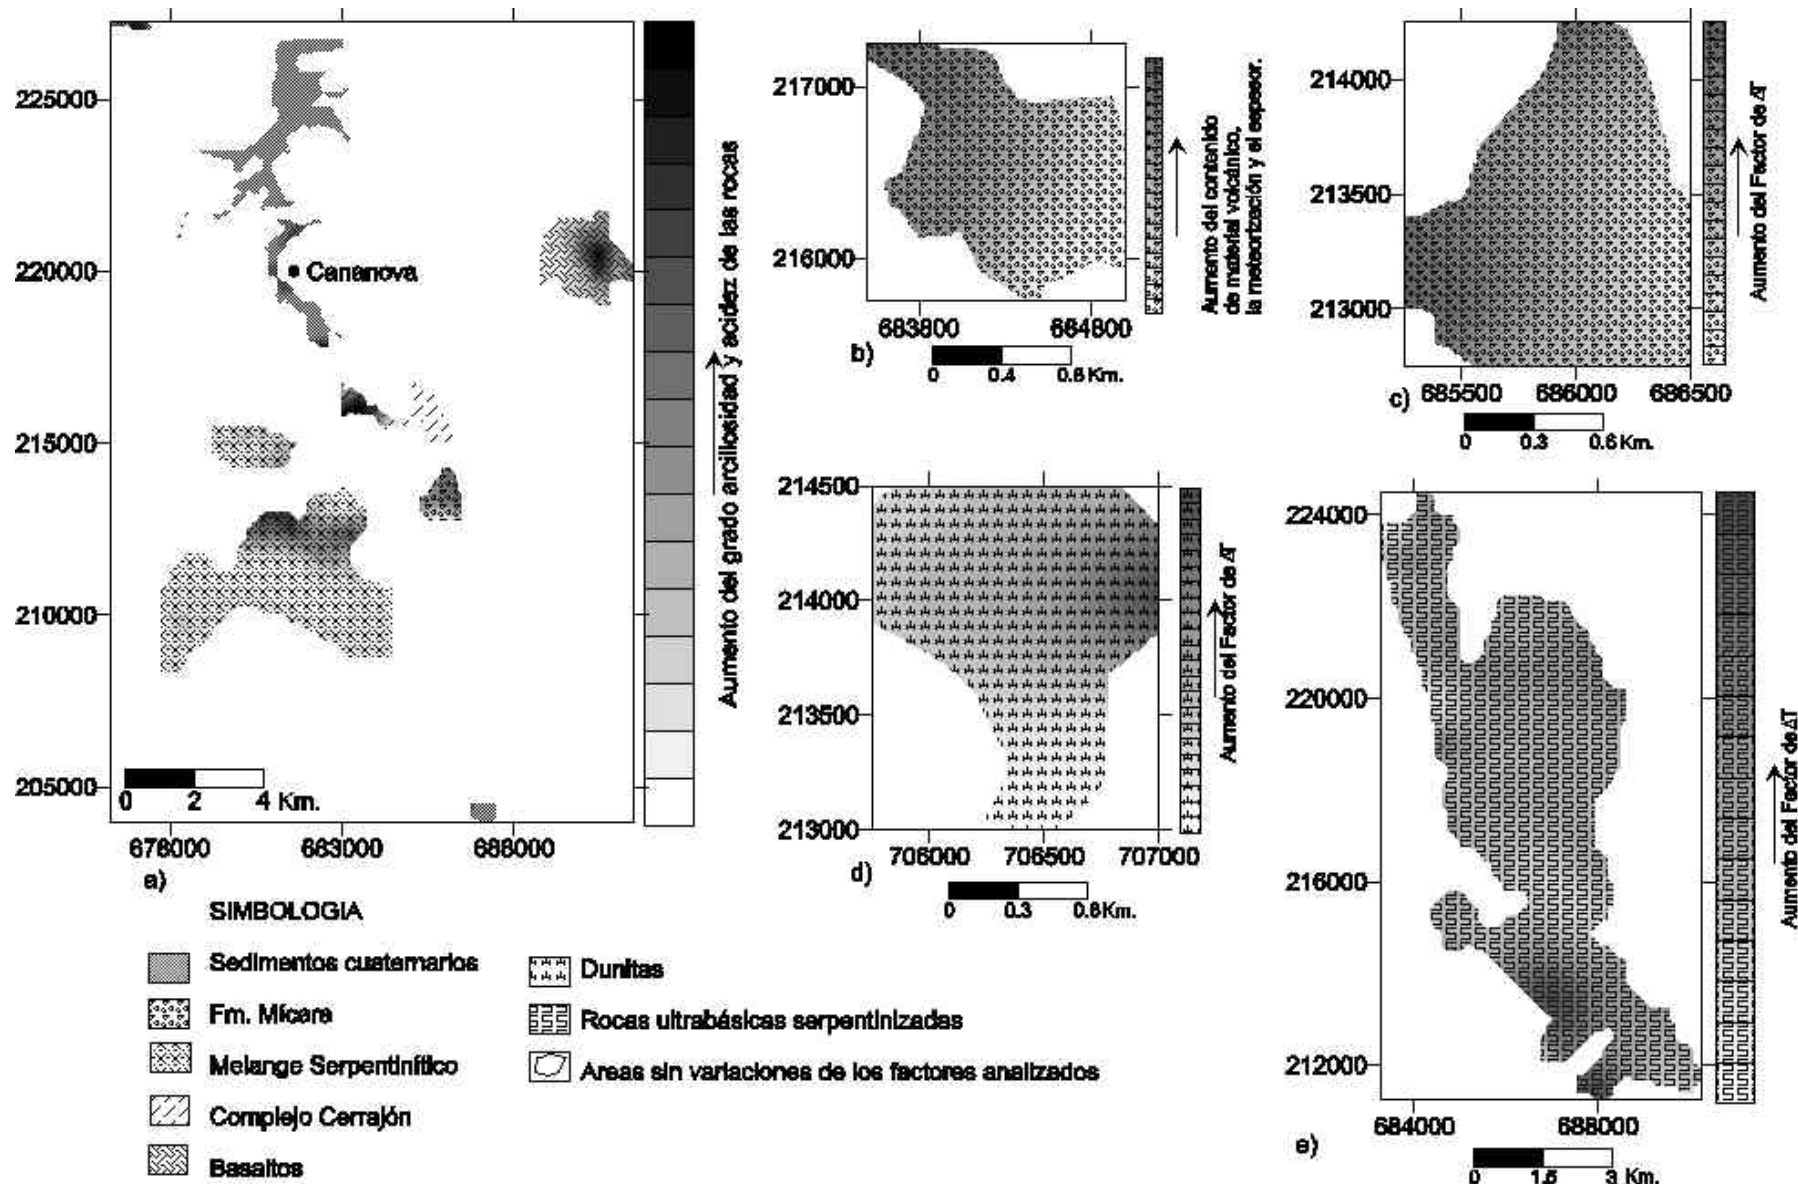 225000
220000
215000
210000
205000
Cananova
0 2 4 Km.
678000 683000 688000
a)
Aumento del grado arcillosidad y acidez de las rocas
217000
216000
683800 684800
b)
0 0.4 0.8 Km.
Aumento del contenido
de material volcánico,
la meteorización y el espesor.
214000
213500
213000
c)
685500 686000 686500
0 0.3 0.6 Km.
Aumento del Factor de ΔT
214500
214000
213500
213000
706000 706500 707000
d)
0 0.3 0.6 Km.
Aumento del Factor de ΔT
224000
220000
216000
212000
684000 688000
e)
0 1.5 3 Km.
Aumento del Factor de ΔT
SIMBOLOGIA
Sedimentos cuaternarios
Fm. Mícara
Melange Serpentinítico
Complejo Cerrajón
Basaltos
Dunitas
Rocas ultrabásicas serpentinizadas
Areas sin variaciones de los factores analizados